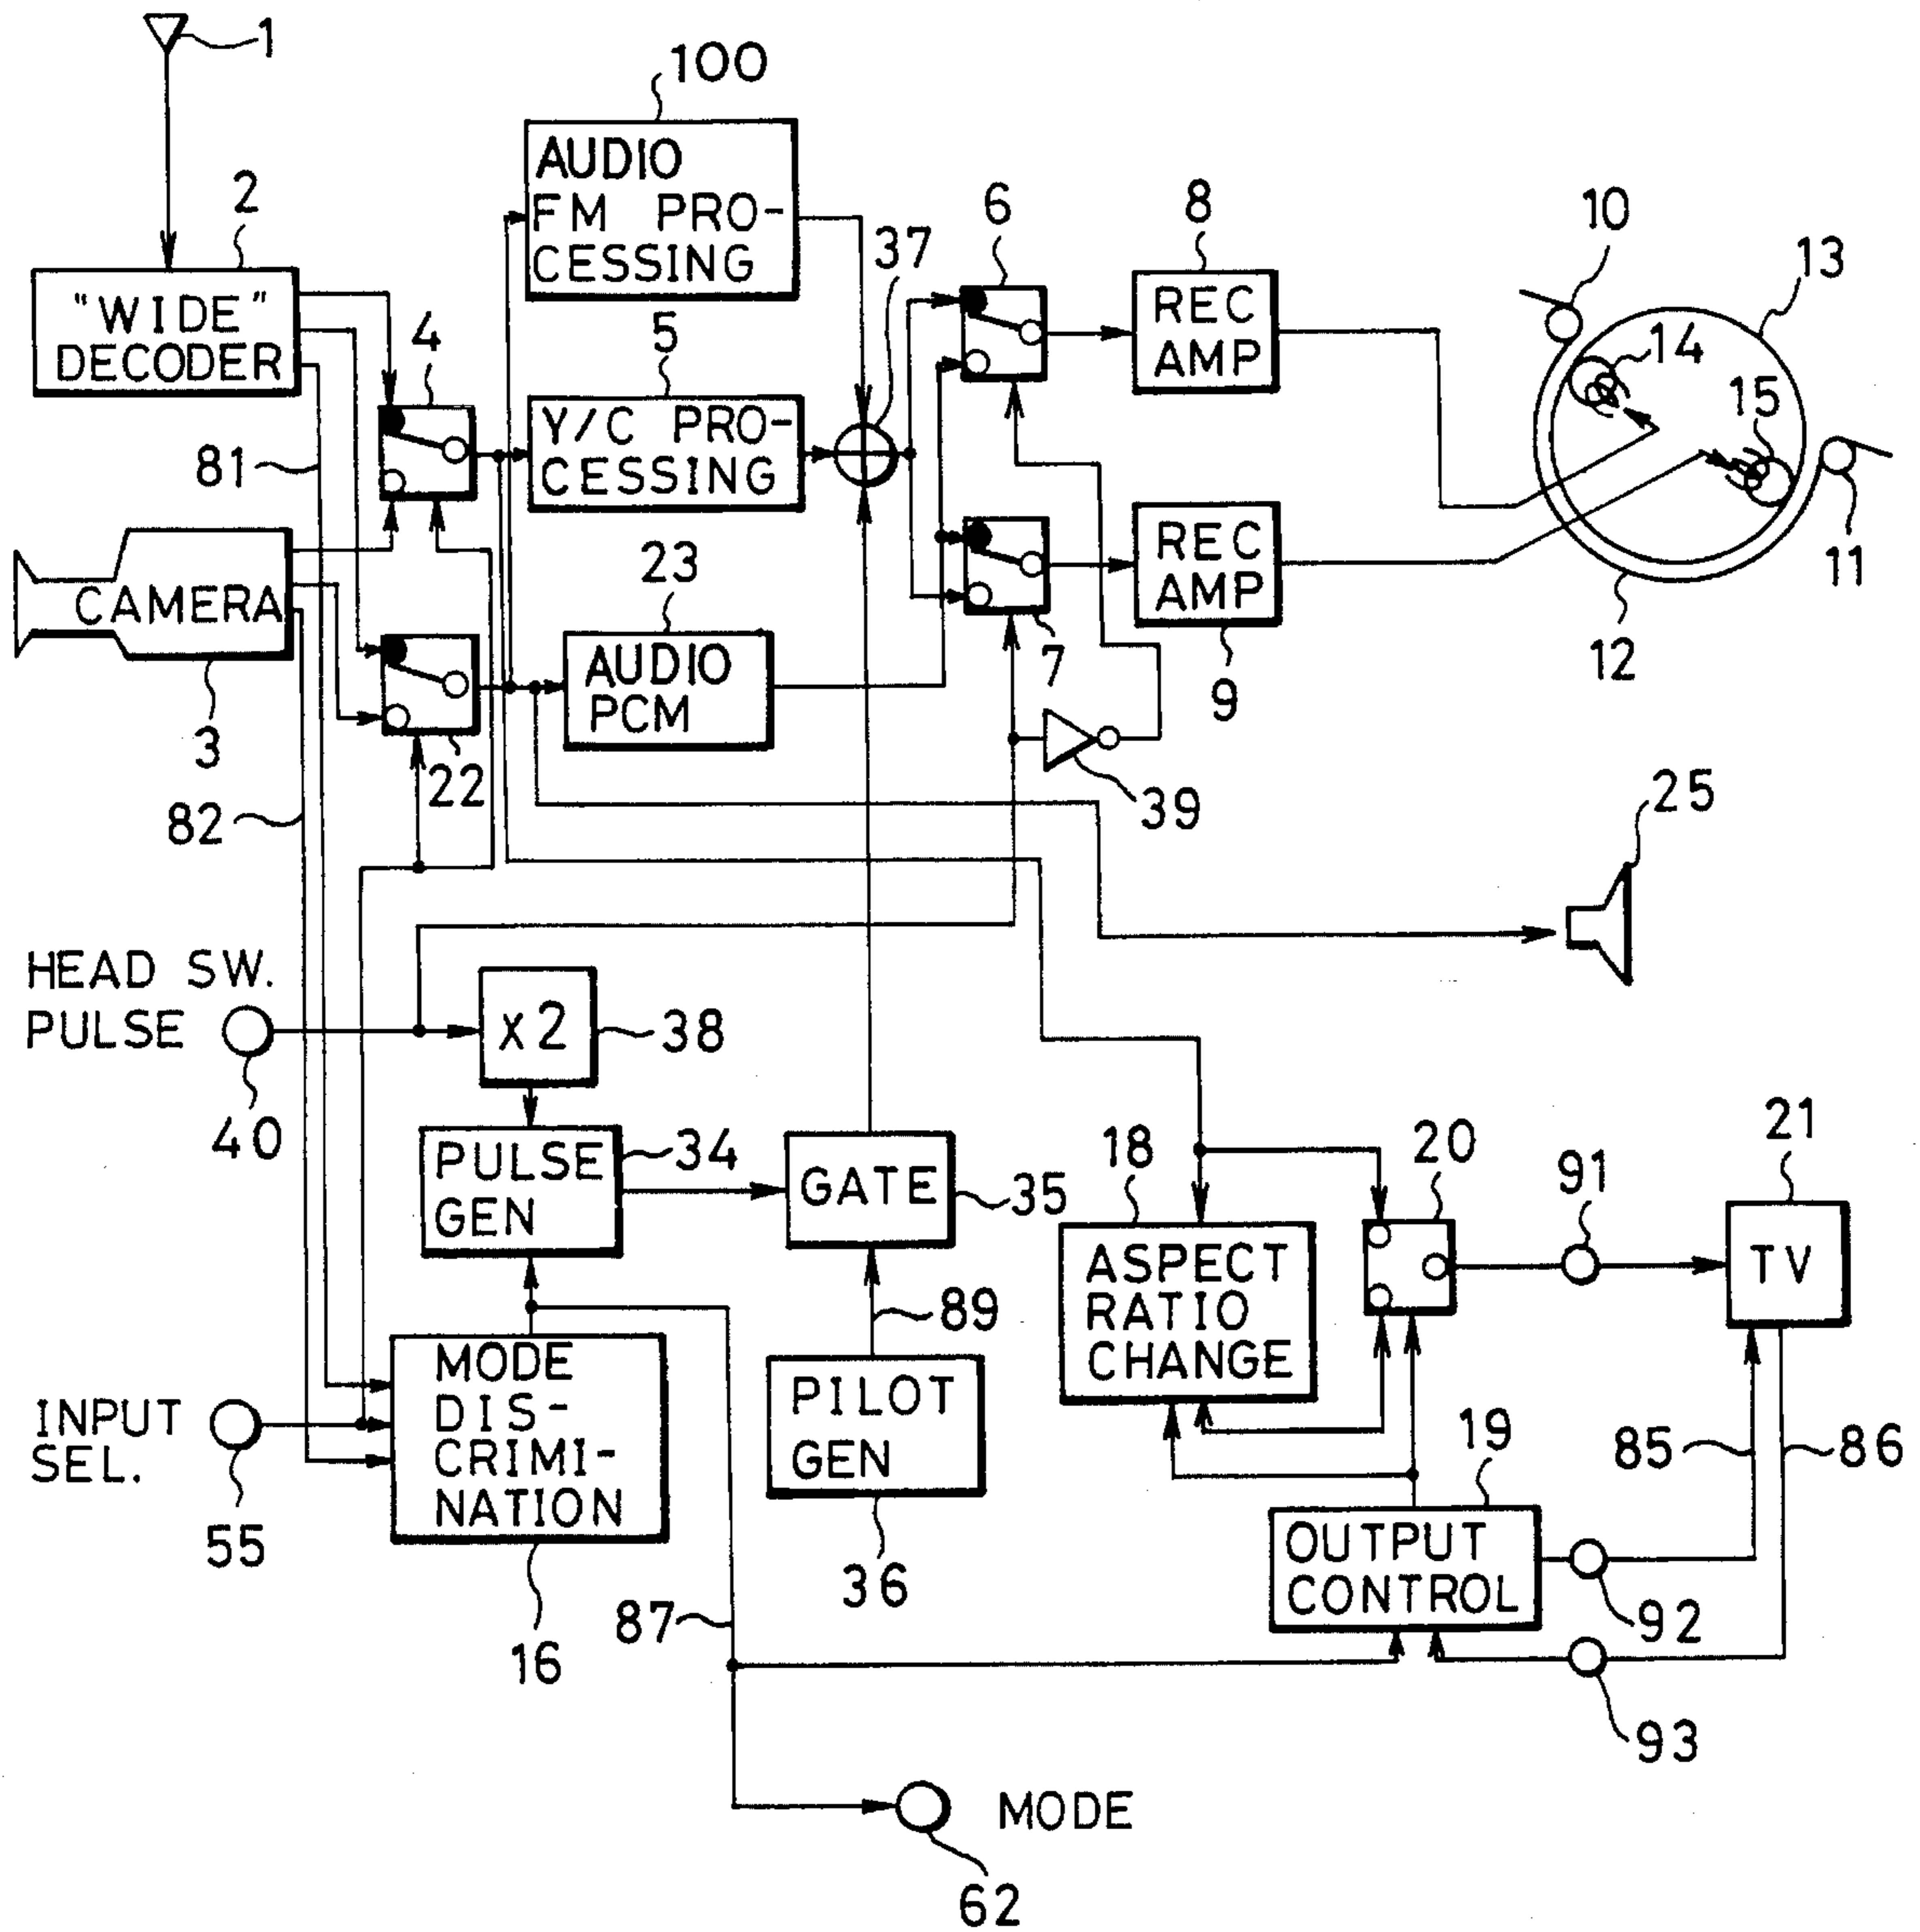 1
100
AUDIO
FM PRO-
CESSING
2
"WIDE"
DECODER
4
5
Y/C PRO-
CESSING
37
6
8
REC
AMP
10
13
14
15
11
12
81
CAMERA
3
22
23
AUDIO
PCM
7
REC
AMP
9
39
82
25
HEAD SW.
PULSE
40
X2
38
PULSE
GEN
34
GATE
35
18
ASPECT
RATIO
CHANGE
20
91
21
TV
89
INPUT
SEL.
55
MODE
DIS-
CRIMI-
NATION
16
PILOT
GEN
36
19
OUTPUT
CONTROL
85
86
92
93
87
MODE
62